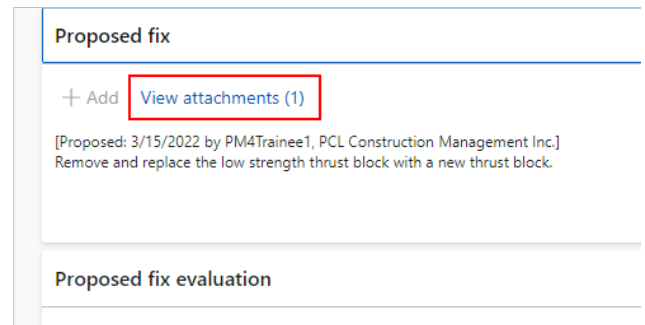 Proposed fix
+ Add View attachments (1)
[Proposed: 3/15/2022 by PM4Trainee1, PCL Construction Management Inc.]
Remove and replace the low strength thrust block with a new thrust block.
Proposed fix evaluation